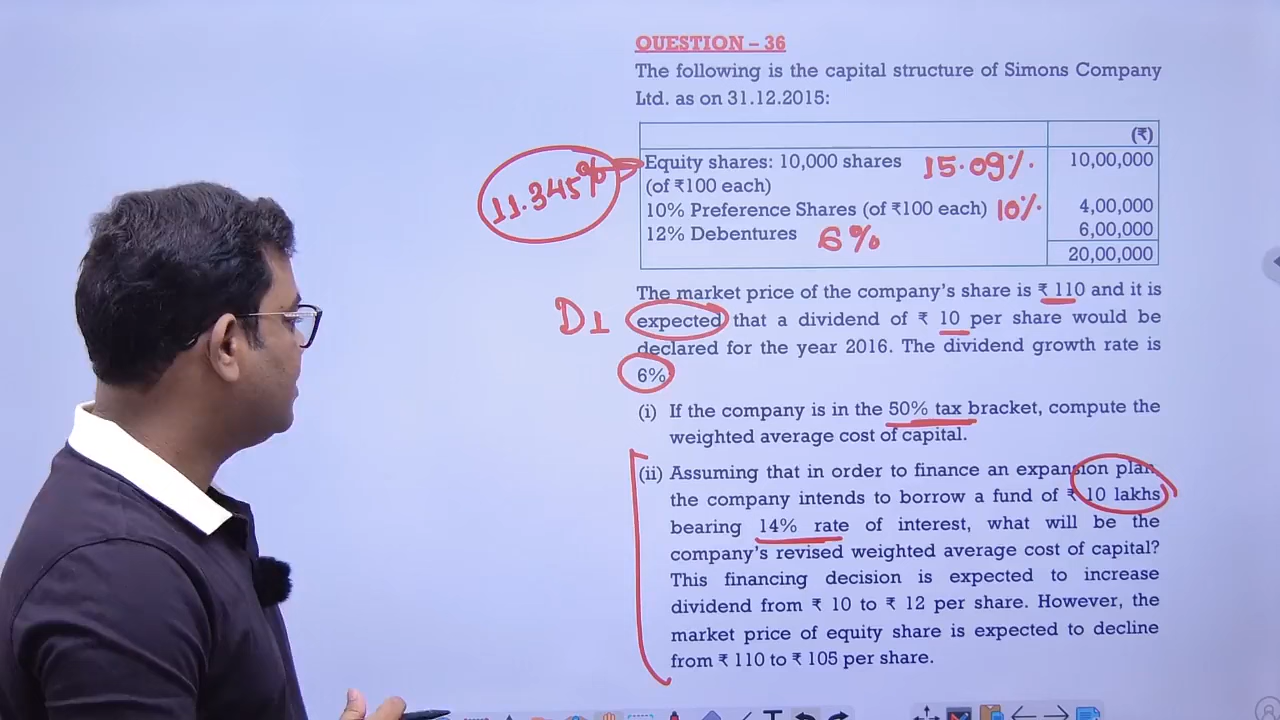 QUESTION – 36
The following is the capital structure of Simons Company
Ltd. as on 31.12.2015:
(₹)
Equity shares: 10,000 shares 15.09% 10,00,000
11.345%
(of ₹100 each)
10% Preference Shares (of ₹100 each) 10% 4,00,000
12% Debentures 6% 6,00,000
20,00,000
The market price of the company's share is ₹ 110 and it is
D1 expected that a dividend of ₹ 10 per share would be
declared for the year 2016. The dividend growth rate is
6%
(i) If the company is in the 50% tax bracket, compute the
weighted average cost of capital.
(ii) Assuming that in order to finance an expansion plan
the company intends to borrow a fund of ₹ 10 lakhs
bearing 14% rate of interest, what will be the
company's revised weighted average cost of capital?
This financing decision is expected to increase
dividend from ₹ 10 to ₹ 12 per share. However, the
market price of equity share is expected to decline
from ₹ 110 to ₹ 105 per share.